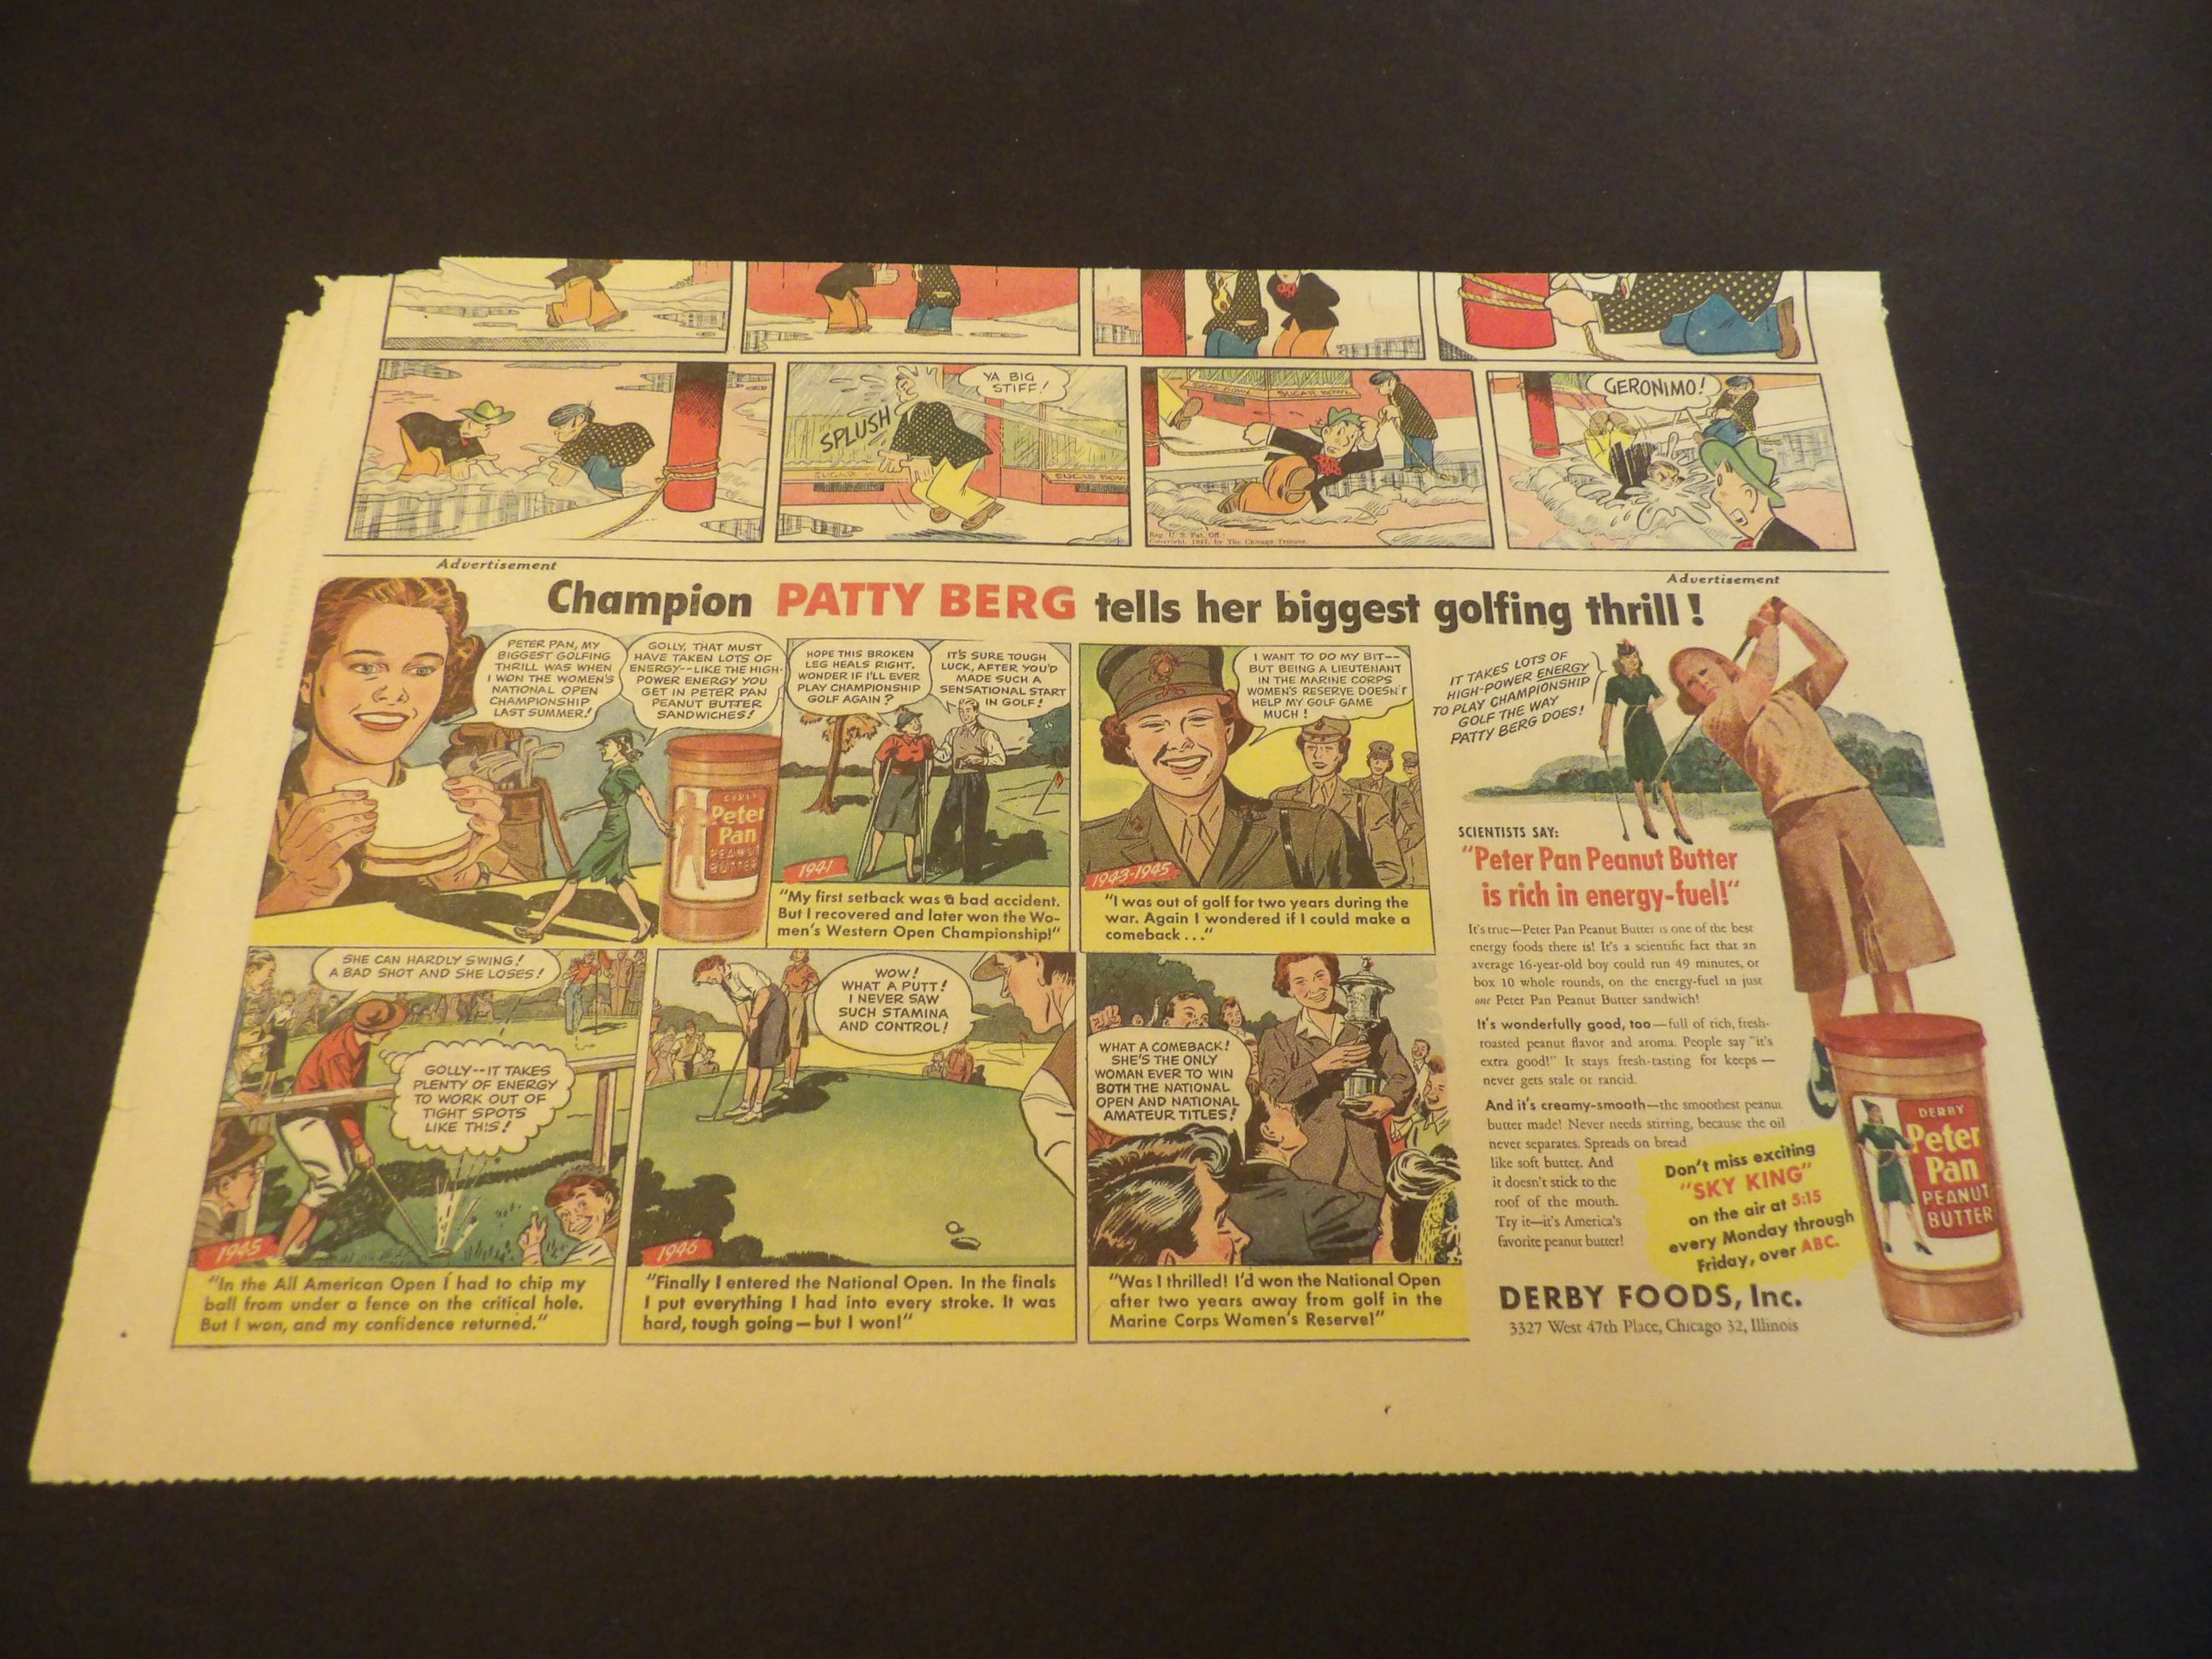 YA BIG
STIFF!
SPLUSH
SUGAR BOWL
SUGAR BOWL
Reg. U. S. Pat. Off.
Copyright, 1947, by The Chicago Tribune.
GERONIMO!
Advertisement
Advertisement
Champion PATTY BERG tells her biggest golfing thrill!
PETER PAN, MY
BIGGEST GOLFING
THRILL WAS WHEN
I WON THE WOMEN'S
NATIONAL OPEN
CHAMPIONSHIP
LAST SUMMER!
GOLLY, THAT MUST
HAVE TAKEN LOTS OF
ENERGY--LIKE THE HIGH-
POWER ENERGY YOU
GET IN PETER PAN
PEANUT BUTTER
SANDWICHES!
DERBY
Peter
Pan
PEANUT
BUTTER
HOPE THIS BROKEN
LEG HEALS RIGHT.
WONDER IF I'LL EVER
PLAY CHAMPIONSHIP
GOLF AGAIN?
IT'S SURE TOUGH
LUCK, AFTER YOU'D
MADE SUCH A
SENSATIONAL START
IN GOLF!
1941
"My first setback was a bad accident.
But I recovered and later won the Wo-
men's Western Open Championship!"
I WANT TO DO MY BIT--
BUT BEING A LIEUTENANT
IN THE MARINE CORPS
WOMEN'S RESERVE DOESN'T
HELP MY GOLF GAME
MUCH!
1943-1945
"I was out of golf for two years during the
war. Again I wondered if I could make a
comeback..."
SHE CAN HARDLY SWING!
A BAD SHOT AND SHE LOSES!
GOLLY--IT TAKES
PLENTY OF ENERGY
TO WORK OUT OF
TIGHT SPOTS
LIKE THIS!
1945
"In the All American Open I had to chip my
ball from under a fence on the critical hole.
But I won, and my confidence returned."
WOW!
WHAT A PUTT!
I NEVER SAW
SUCH STAMINA
AND CONTROL!
1946
"Finally I entered the National Open. In the finals
I put everything I had into every stroke. It was
hard, tough going—but I won!"
WHAT A COMEBACK!
SHE'S THE ONLY
WOMAN EVER TO WIN
BOTH THE NATIONAL
OPEN AND NATIONAL
AMATEUR TITLES!
"Was I thrilled! I'd won the National Open
after two years away from golf in the
Marine Corps Women's Reserve!"
IT TAKES LOTS OF
HIGH-POWER ENERGY
TO PLAY CHAMPIONSHIP
GOLF THE WAY
PATTY BERG DOES!
SCIENTISTS SAY:
"Peter Pan Peanut Butter
is rich in energy-fuel!"
It's true—Peter Pan Peanut Butter is one of the best
energy foods there is! It's a scientific fact that an
average 16-year-old boy could run 49 minutes, or
box 10 whole rounds, on the energy-fuel in just
one Peter Pan Peanut Butter sandwich!
It's wonderfully good, too—full of rich, fresh-
roasted peanut flavor and aroma. People say "it's
extra good!" It stays fresh-tasting for keeps—
never gets stale or rancid.
And it's creamy-smooth—the smoothest peanut
butter made! Never needs stirring, because the oil
never separates. Spreads on bread
like soft butter. And
it doesn't stick to the
roof of the mouth.
Try it—it's America's
favorite peanut butter!
Don't miss exciting
"SKY KING"
on the air at 5:15
every Monday through
Friday, over ABC.
DERBY
Peter
Pan
PEANUT
BUTTER
DERBY FOODS, Inc.
3327 West 47th Place, Chicago 32, Illinois